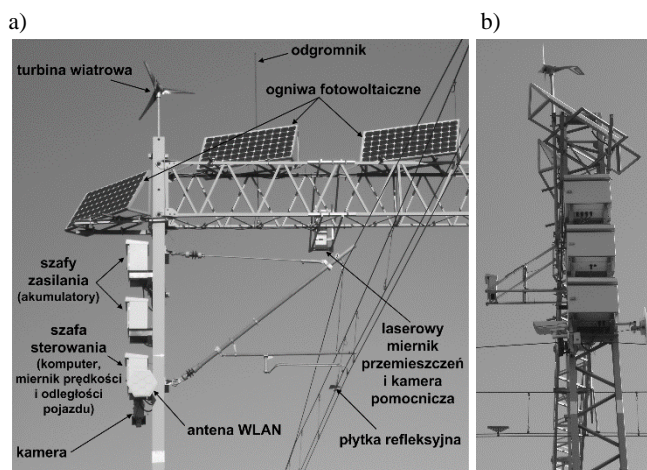 a)
b)
odgromnik
turbina wiatrowa
ogniwa fotowoltaiczne
szafy
zasilania
(akumulatory)
szafa
sterowania
(komputer,
miernik prędkości
i odległości
pojazdu)
kamera
antena WLAN
laserowy
miernik
przemieszczeń
i kamera
pomocnicza
płytka refleksyjna